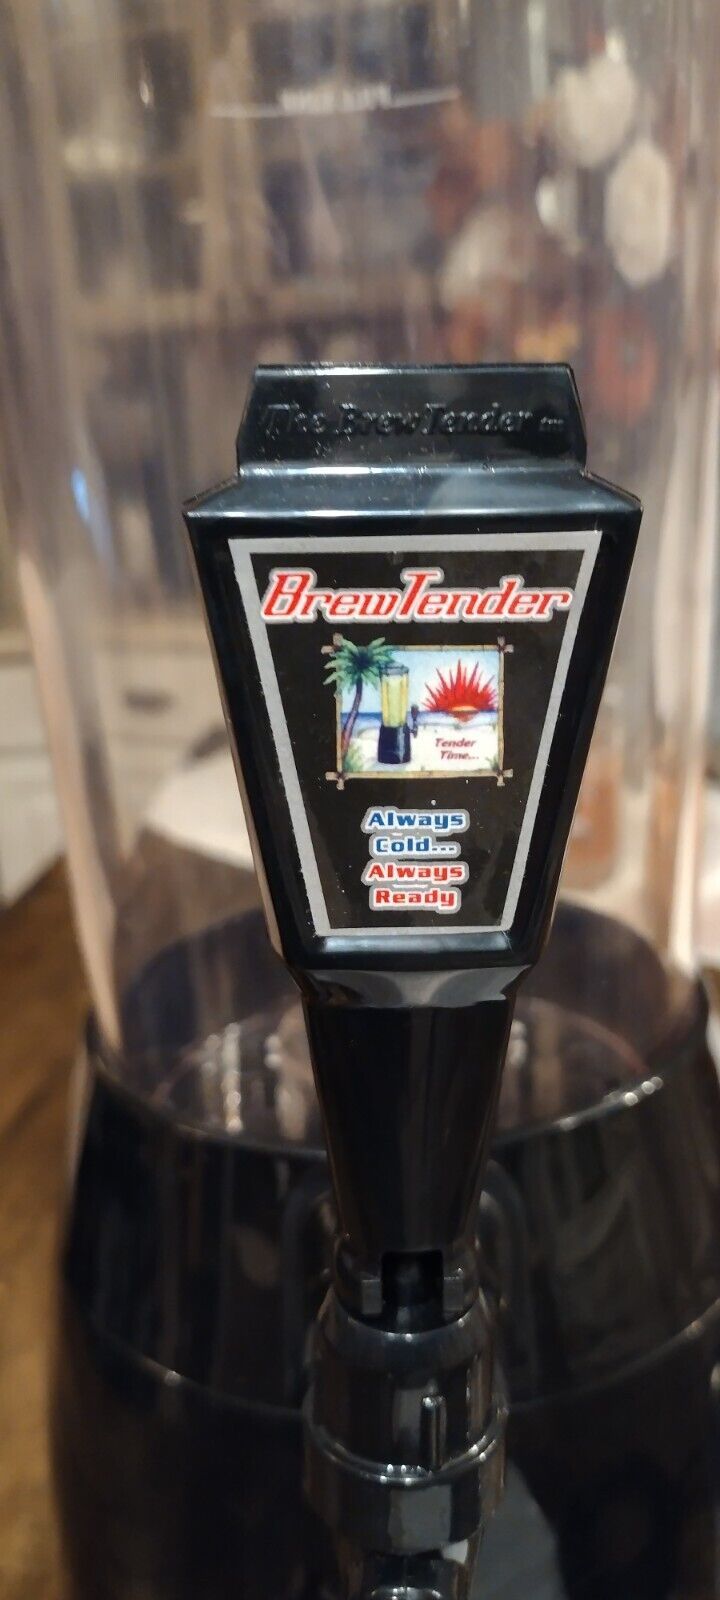 The BrewTender
BrewTender
Tender
Time...
Always
Cold...
Always
Ready